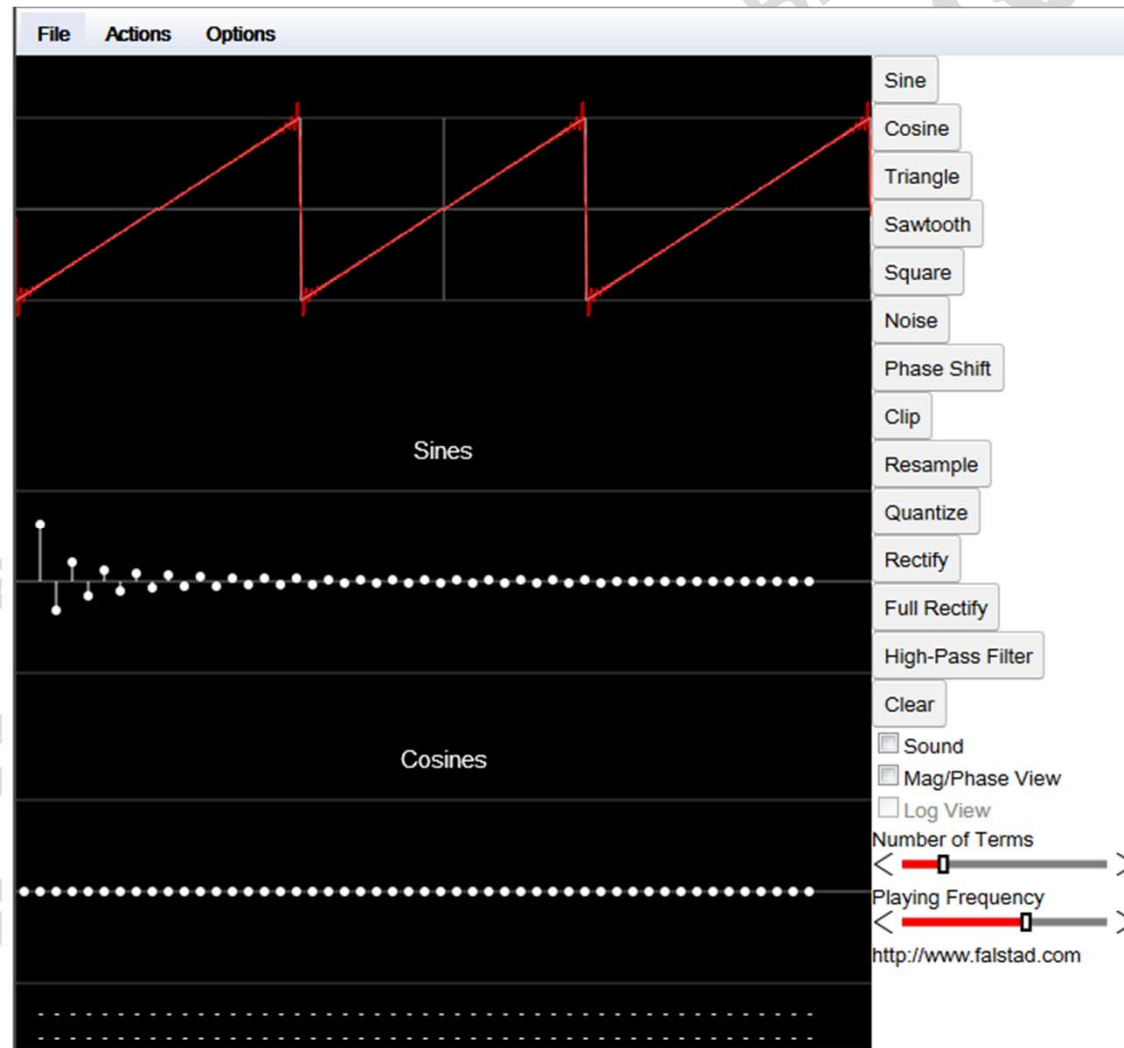 File Actions Options
Sine
Cosine
Triangle
Sawtooth
Square
Noise
Phase Shift
Clip
Resample
Quantize
Rectify
Full Rectify
High-Pass Filter
Clear
Sound
Mag/Phase View
Log View
Number of Terms
Playing Frequency
http://www.falstad.com
Sines
Cosines